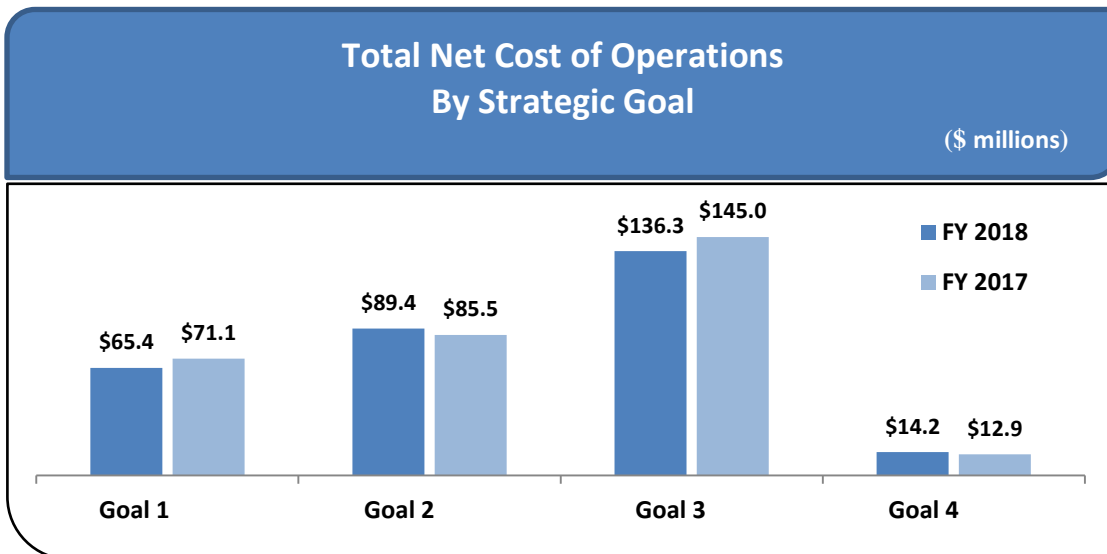 Total Net Cost of Operations
By Strategic Goal
($ millions)
$136.3 $145.0
FY 2018
FY 2017
$89.4 $85.5
$65.4 $71.1
$14.2 $12.9
Goal 1 Goal 2 Goal 3 Goal 4